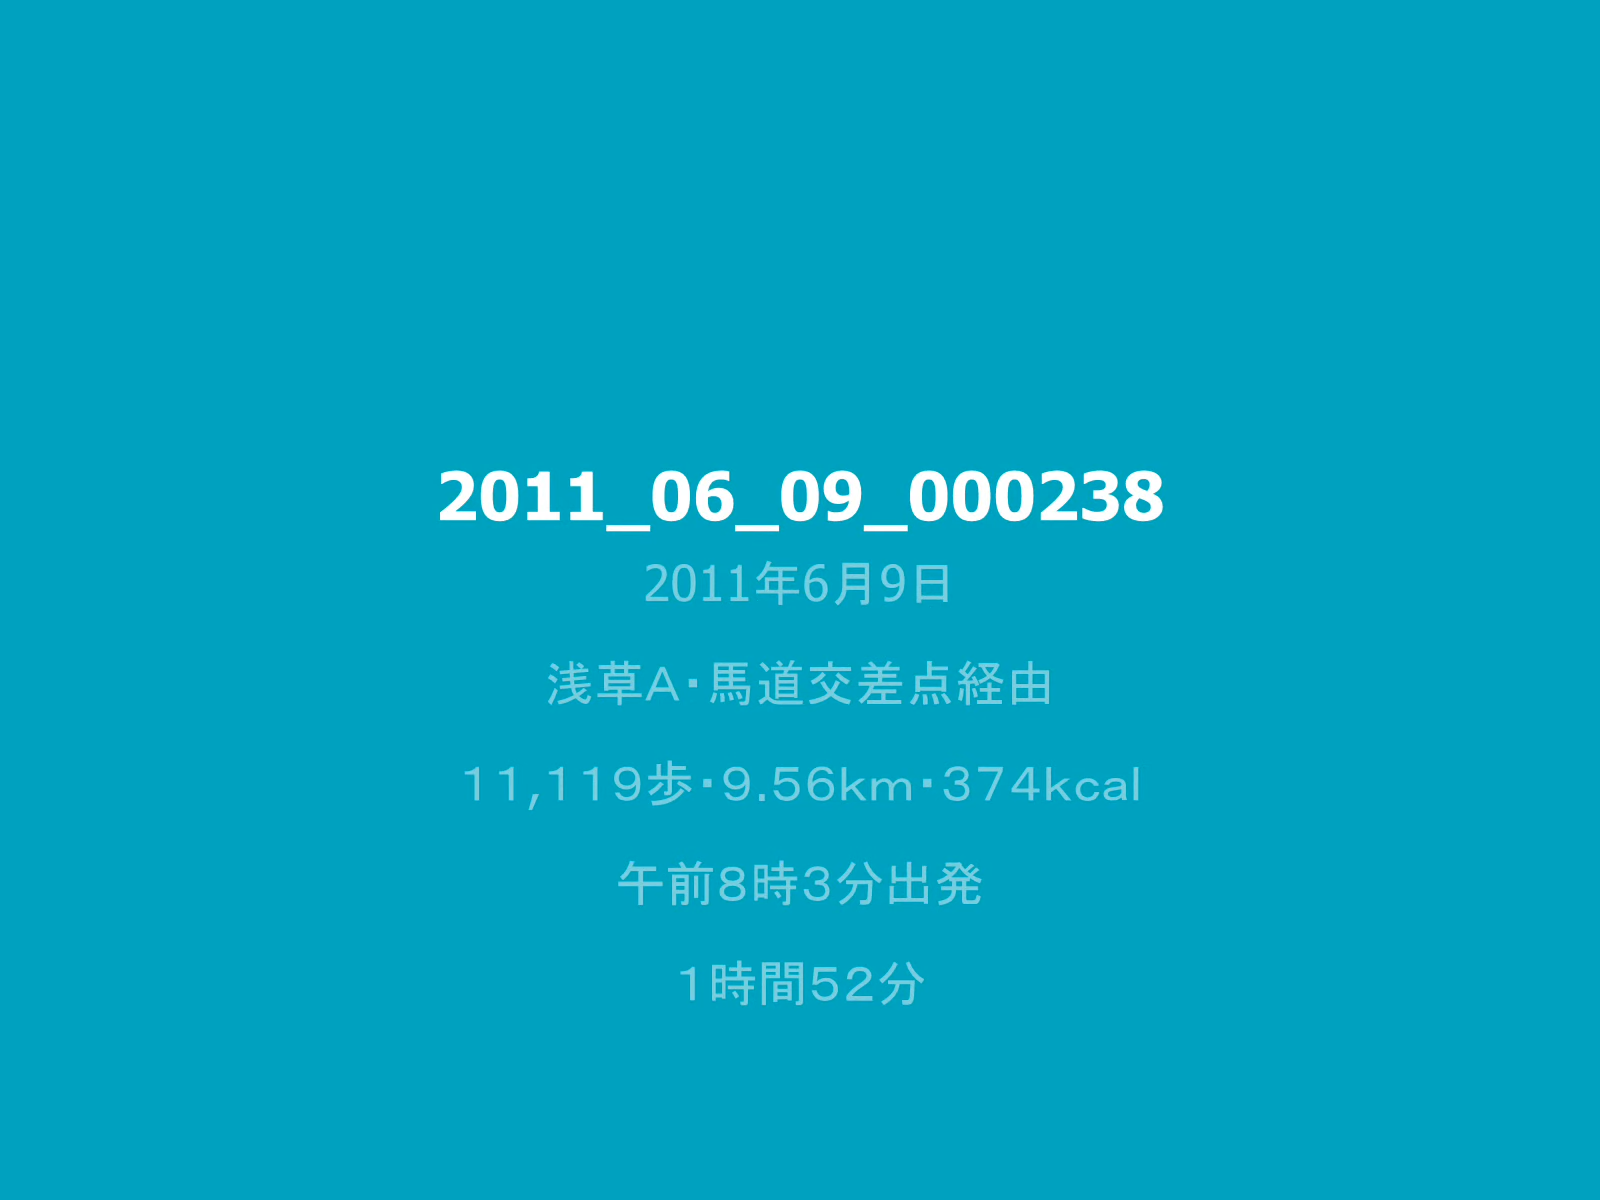 2011_06_09_000238
2011年6月9日
浅草A・馬道交差点経由
11,119歩・9.56km・374kcal
午前8時3分出発
1時間52分